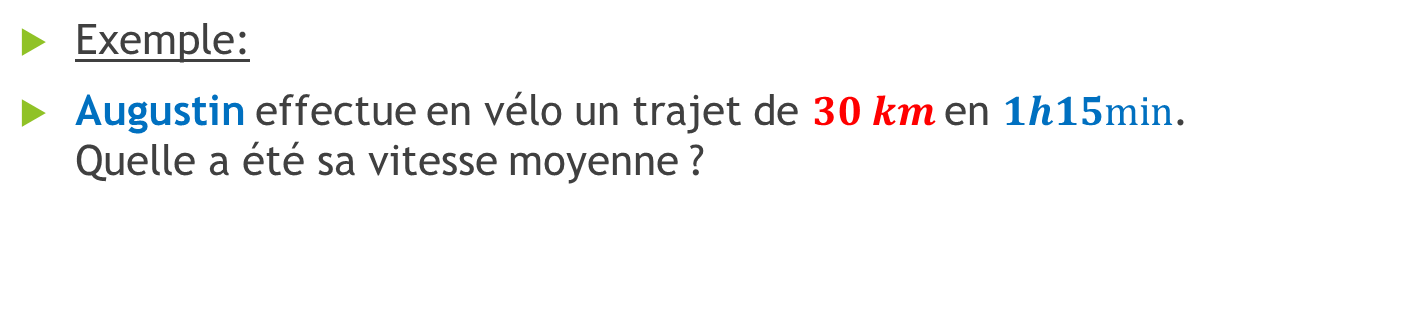 Exemple:
Augustin effectue en vélo un trajet de 30 km en 1h15min.
Quelle a été sa vitesse moyenne ?